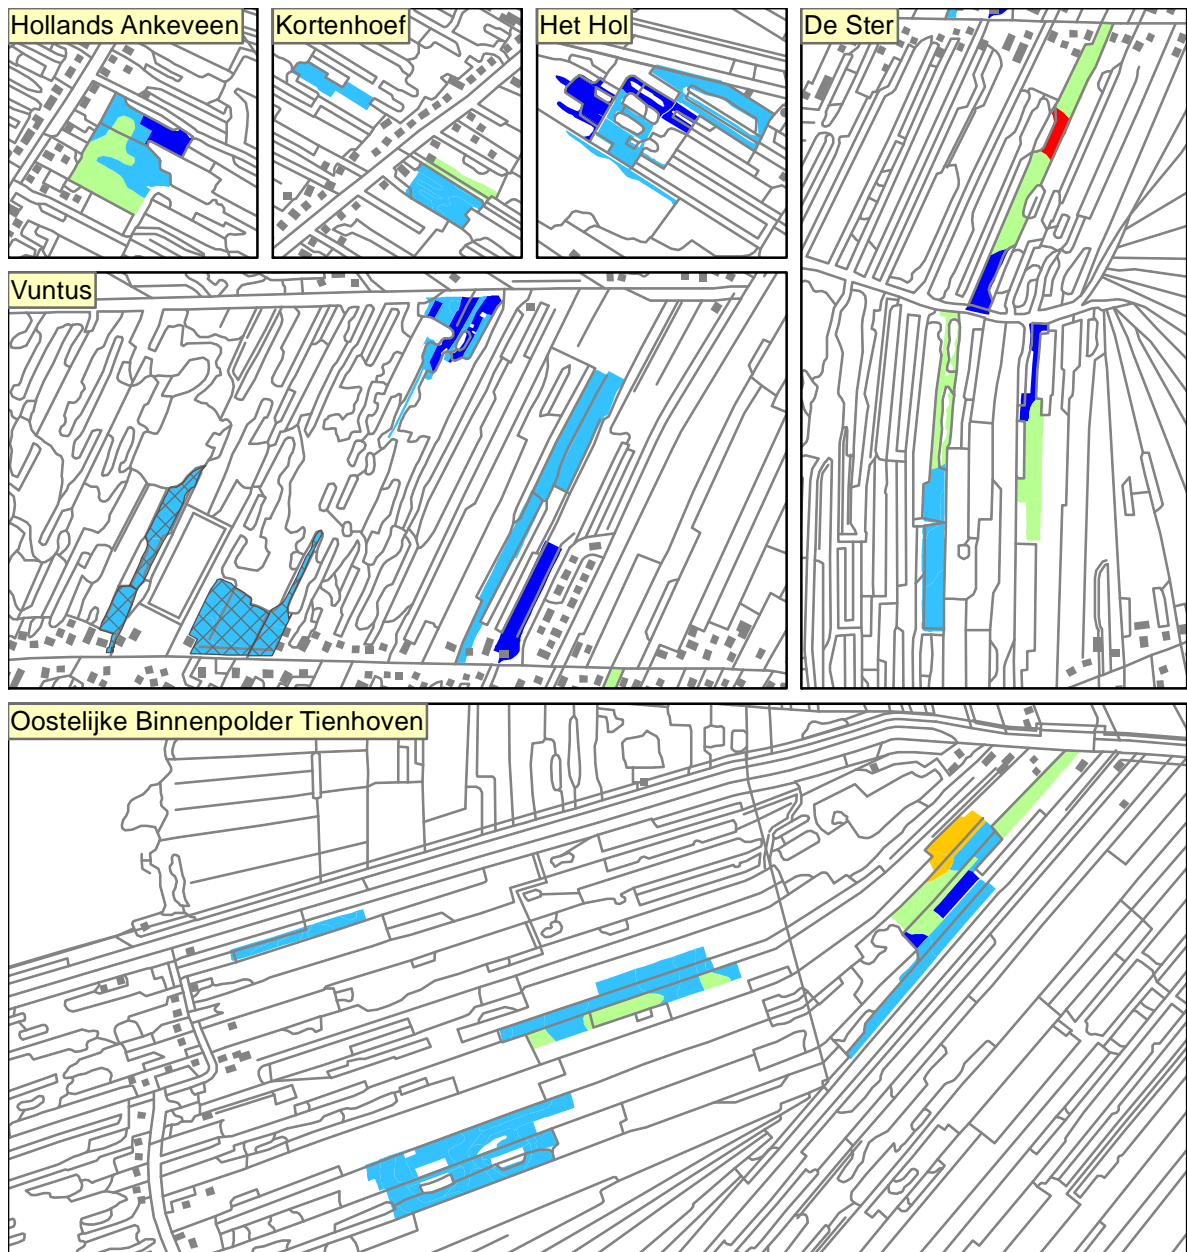 Hollands Ankeveen
Kortenhoef
Het Hol
De Ster
Vuntus
Oostelijke Binnenpolder Tienhoven